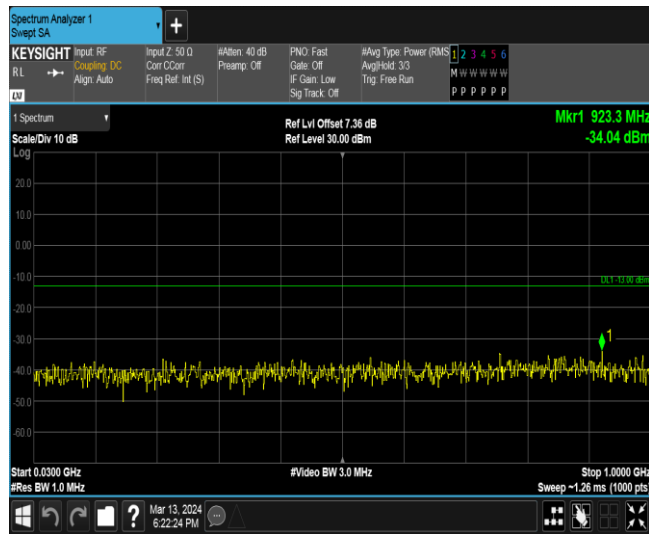 Spectrum Analyzer 1
Swept SA
KEYSIGHT
RL
LXI
Input: RF
Coupling: DC
Align: Auto
Input Z: 50 Ω
Corr CCorr
Freq Ref: Int (S)
#Atten: 40 dB
Preamp: Off
PNO: Fast
Gate: Off
IF Gain: Low
Sig Track: Off
#Avg Type: Power (RMS
Avg|Hold: 3/3
Trig: Free Run
1 2 3 4 5 6
M W W W W W
P P P P P P
1 Spectrum
Scale/Div 10 dB
Ref Lvl Offset 7.36 dB
Ref Level 30.00 dBm
Mkr1 923.3 MHz
-34.04 dBm
Log
20.0
10.0
0.00
-10.0
DL1 -13.00 dBm
-20.0
-30.0
1
-40.0
-50.0
-60.0
Start 0.0300 GHz
#Video BW 3.0 MHz
Stop 1.0000 GHz
#Res BW 1.0 MHz
Sweep ~1.26 ms (1000 pts
?
Mar 13, 2024
6:22:24 PM